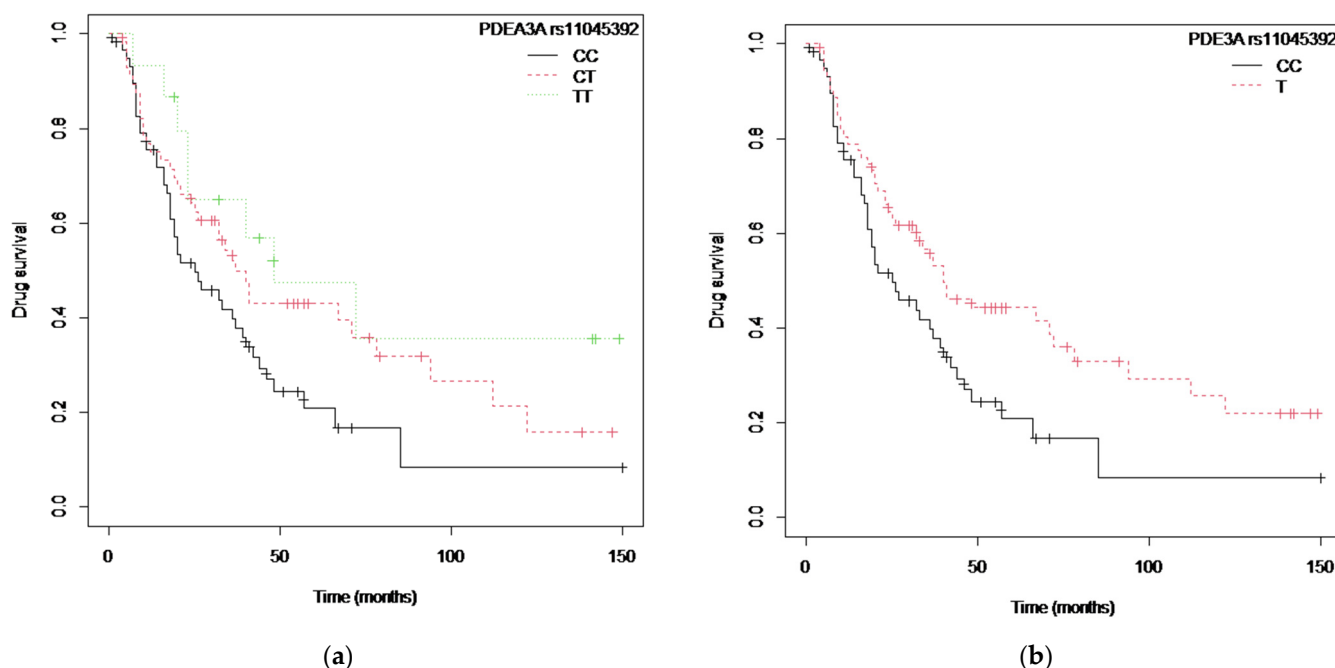 PDEA3A rs11045392
CC
CT
TT
Drug survival
1.0
0.8
0.6
0.4
0.2
0.0
0
50
100
150
Time (months)
(a)
PDE3A rs11045392
CC
T
Drug survival
1.0
0.8
0.6
0.4
0.2
0.0
0
50
100
150
Time (months)
(b)